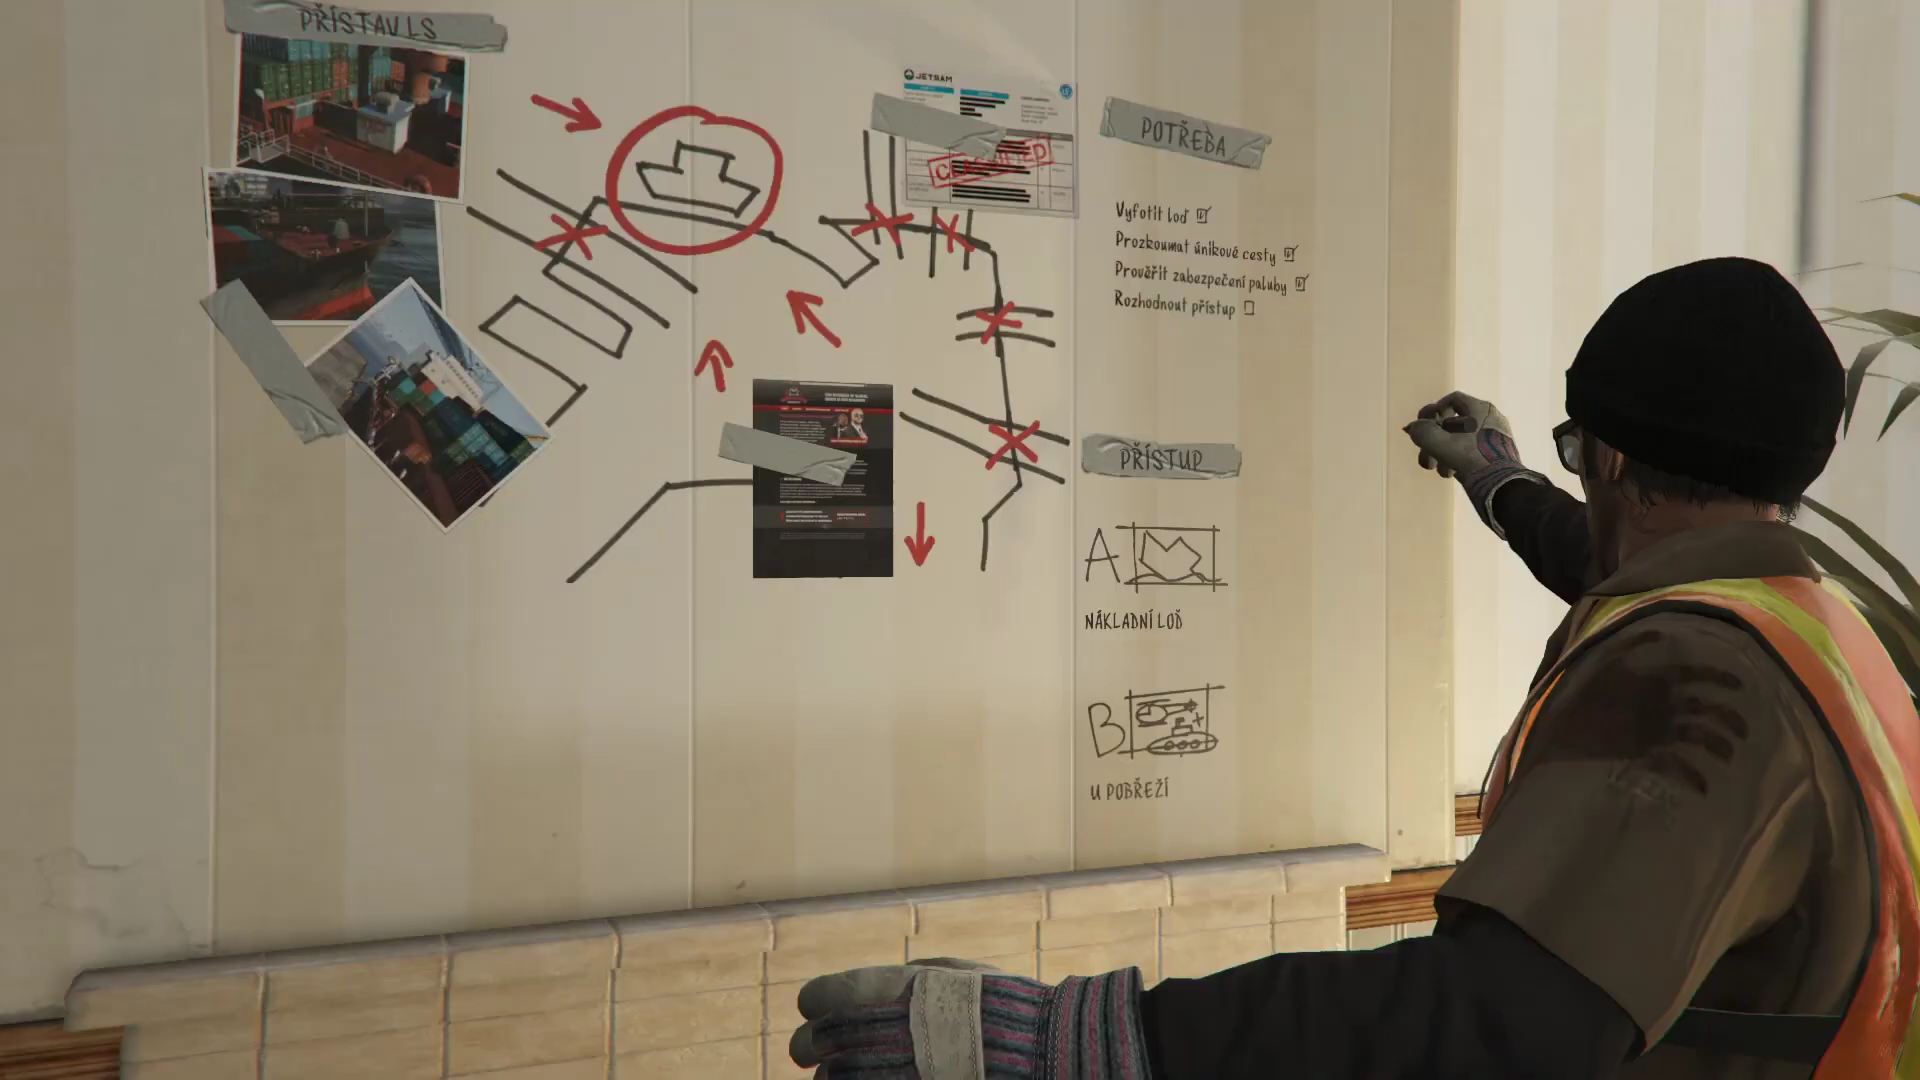 PŘÍSTAV LS
JETSAM
CLASSIFIED
POTŘEBA
Vyfotit loď
Prozkoumat únikové cesty
Prověřit zabezpečení paluby
Rozhodnout přístup
PŘÍSTUP
A
NÁKLADNÍ LOĎ
B
U POBŘEŽÍ